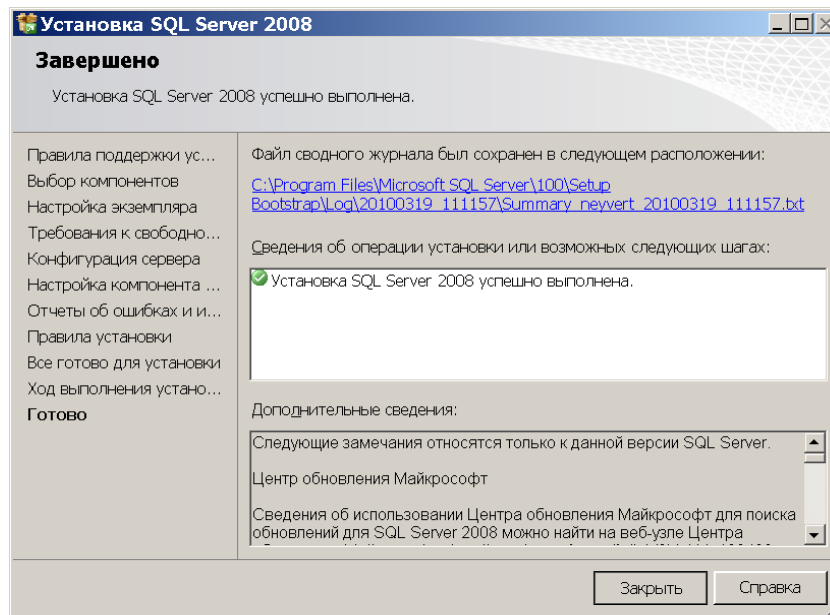 Установка SQL Server 2008
Завершено
Установка SQL Server 2008 успешно выполнена.
Правила поддержки ус...
Выбор компонентов
Настройка экземпляра
Требования к свободно...
Конфигурация сервера
Настройка компонента ...
Отчеты об ошибках и и...
Правила установки
Все готово для установки
Ход выполнения устано...
Готово
Файл сводного журнала был сохранен в следующем расположении:
C:\Program Files\Microsoft SQL Server\100\Setup
Bootstrap\Log\20100319_111157\Summary_neyvert_20100319_111157.txt
Сведения об операции установки или возможных следующих шагах:
Установка SQL Server 2008 успешно выполнена.
Дополнительные сведения:
Следующие замечания относятся только к данной версии SQL Server.
Центр обновления Майкрософт
Сведения об использовании Центра обновления Майкрософт для поиска
обновлений для SQL Server 2008 можно найти на веб-узле Центра
Закрыть
Справка